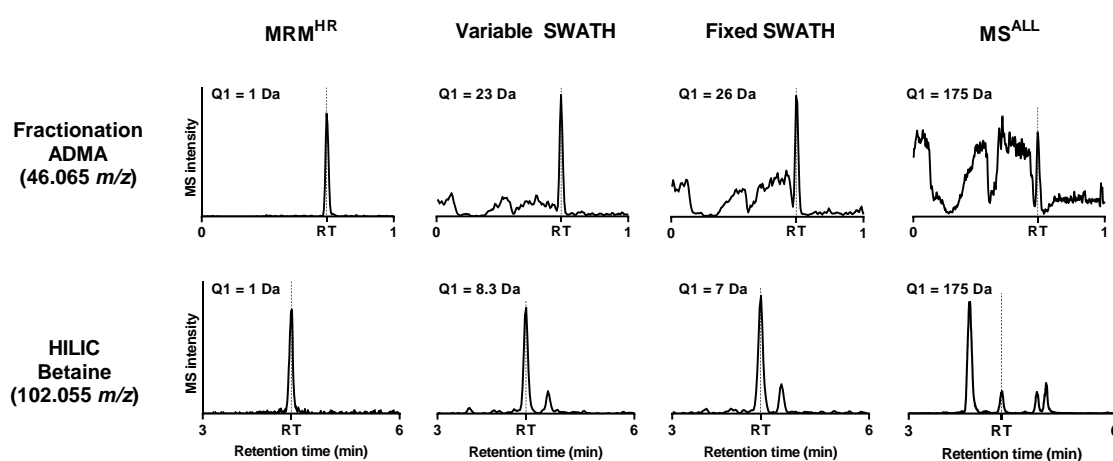 MRM^HR Variable SWATH Fixed SWATH MS^ALL
Fractionation
ADMA
(46.065 m/z)
MS intensity
Q1 = 1 Da
0 RT 1
Q1 = 23 Da
0 RT 1
Q1 = 26 Da
0 RT 1
Q1 = 175 Da
0 RT 1
HILIC
Betaine
(102.055 m/z)
MS intensity
Q1 = 1 Da
3 RT 6
Retention time (min)
Q1 = 8.3 Da
3 RT 6
Retention time (min)
Q1 = 7 Da
3 RT 6
Retention time (min)
Q1 = 175 Da
3 RT 6
Retention time (min)